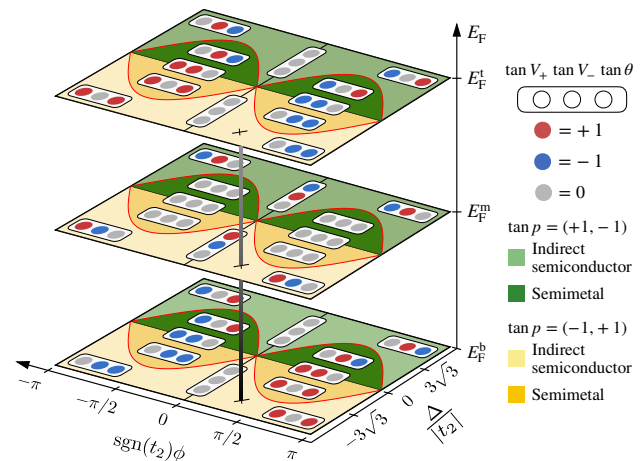 E_F
E_F^t
tan V_+ tan V_− tan θ
= +1
= −1
= 0
E_F^m
tan p = (+1, −1)
Indirect
semiconductor
Semimetal
tan p = (−1, +1)
Indirect
semiconductor
Semimetal
E_F^b
−π
−π/2
0
π/2
π
sgn(t_2)ϕ
−3√3
0
3√3
Δ
|t_2|